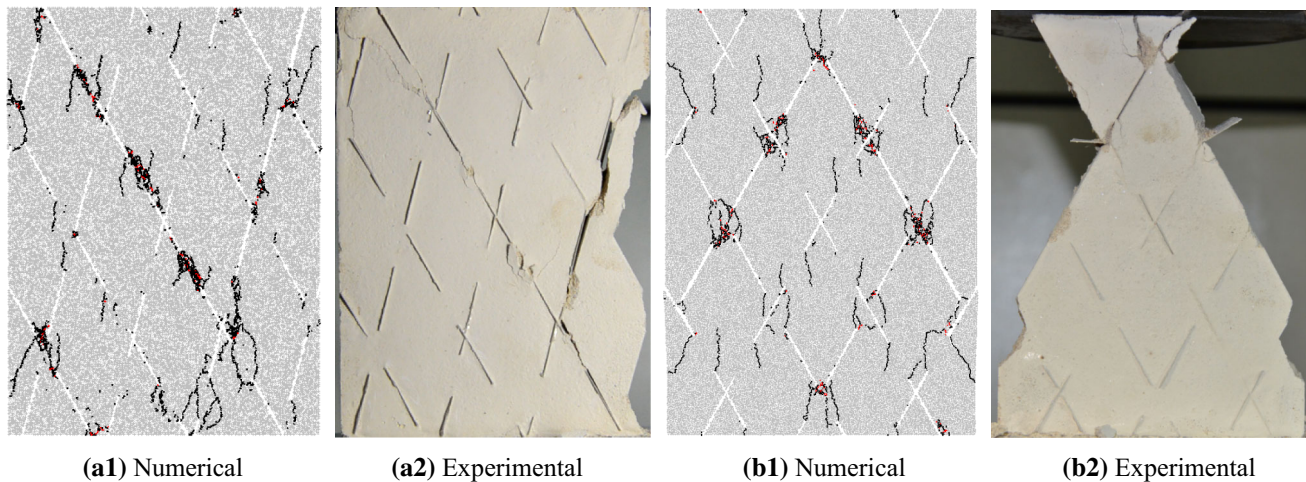 (a1) Numerical
(a2) Experimental
(b1) Numerical
(b2) Experimental